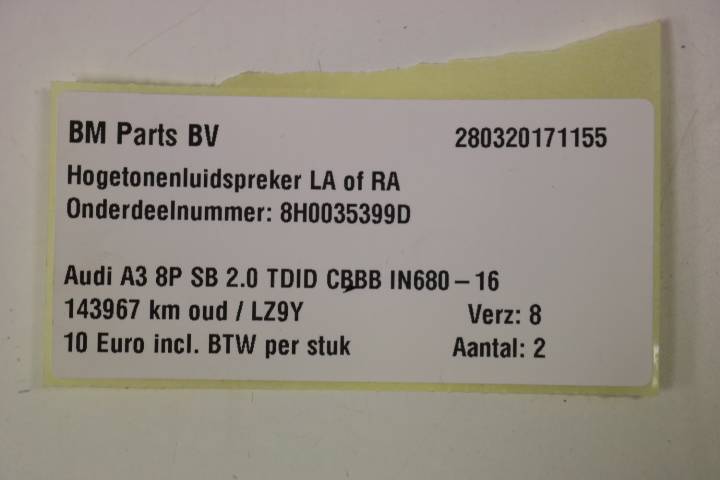 BM Parts BV 280320171155
Hogetonenluidspreker LA of RA
Onderdeelnummer: 8H0035399D
Audi A3 8P SB 2.0 TDID CBBB IN680-16
143967 km oud / LZ9Y Verz: 8
10 Euro incl. BTW per stuk Aantal: 2